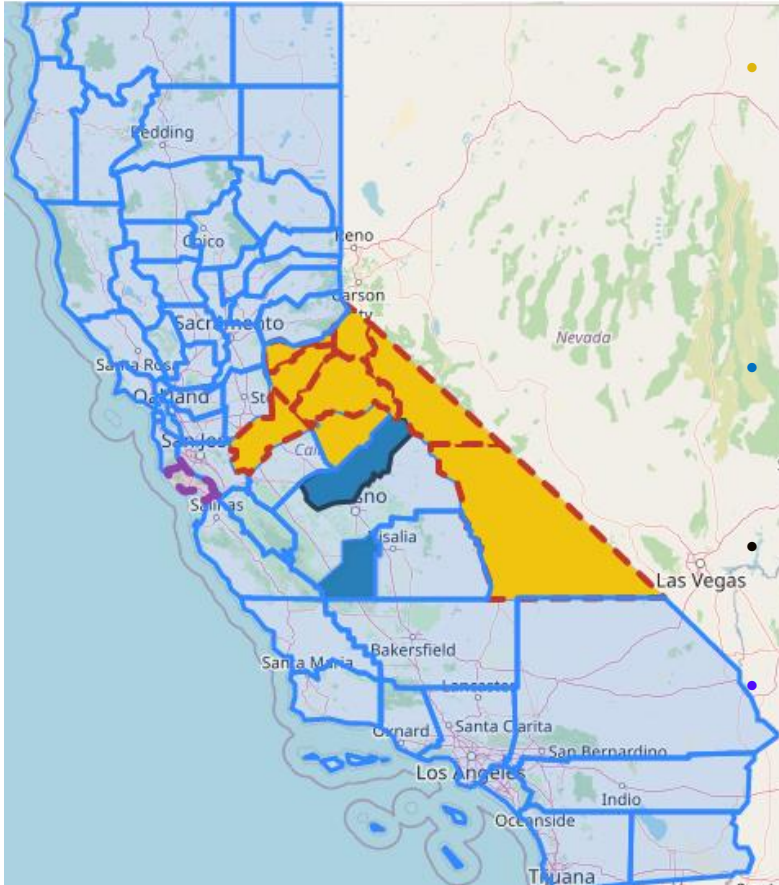 Redding
Chico
Reno
Carson
Sacramento
Nevada
Santa Rosa
Oakland
San Jose
Salinas
Visalia
Las Vegas
Bakersfield
Santa Maria
Lancaster
Santa Clarita
Oxnard
San Bernardino
Los Angeles
Indio
Oceanside
Tijuana